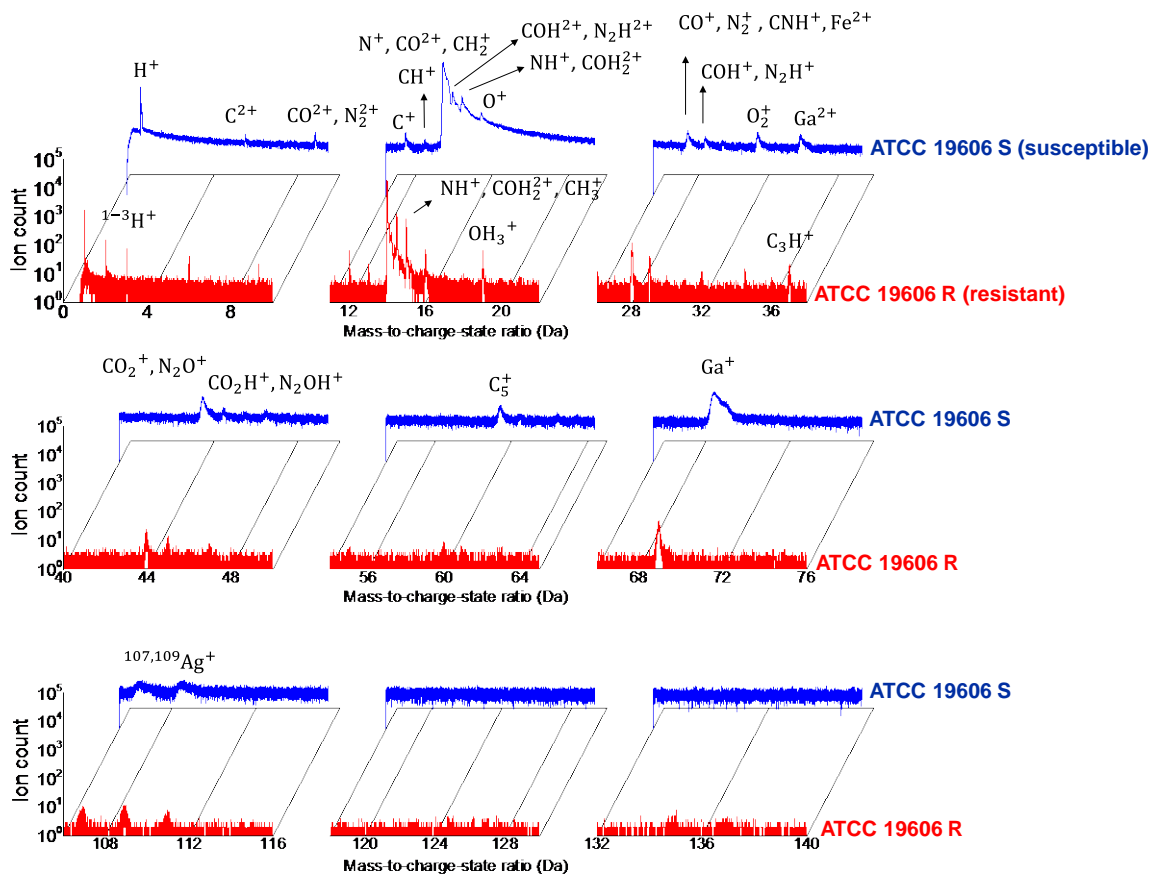 CO⁺, N₂⁺ , CNH⁺, Fe²⁺
COH²⁺, N₂H²⁺
N⁺, CO²⁺, CH₂⁺
NH⁺, COH₂²⁺
H⁺
CH⁺
COH⁺, N₂H⁺
O⁺
C²⁺
CO²⁺, N₂²⁺
C⁺
O₂⁺
Ga²⁺
ATCC 19606 S (susceptible)
10⁵
10⁴
10³
10²
10¹
10⁰
Ion count
¹⁻³H⁺
NH⁺, COH₂²⁺, CH₃⁺
OH₃⁺
C₃H⁺
ATCC 19606 R (resistant)
0 4 8 12 16 20 28 32 36
Mass-to-charge-state ratio (Da)
CO₂⁺, N₂O⁺
CO₂H⁺, N₂OH⁺
C₅⁺
Ga⁺
ATCC 19606 S
10⁵
10⁴
10³
10²
10¹
10⁰
Ion count
ATCC 19606 R
40 44 48 56 60 64 68 72 76
Mass-to-charge-state ratio (Da)
¹⁰⁷,¹⁰⁹Ag⁺
ATCC 19606 S
10⁵
10⁴
10³
10²
10¹
10⁰
Ion count
ATCC 19606 R
108 112 116 120 124 128 132 136 140
Mass-to-charge-state ratio (Da)